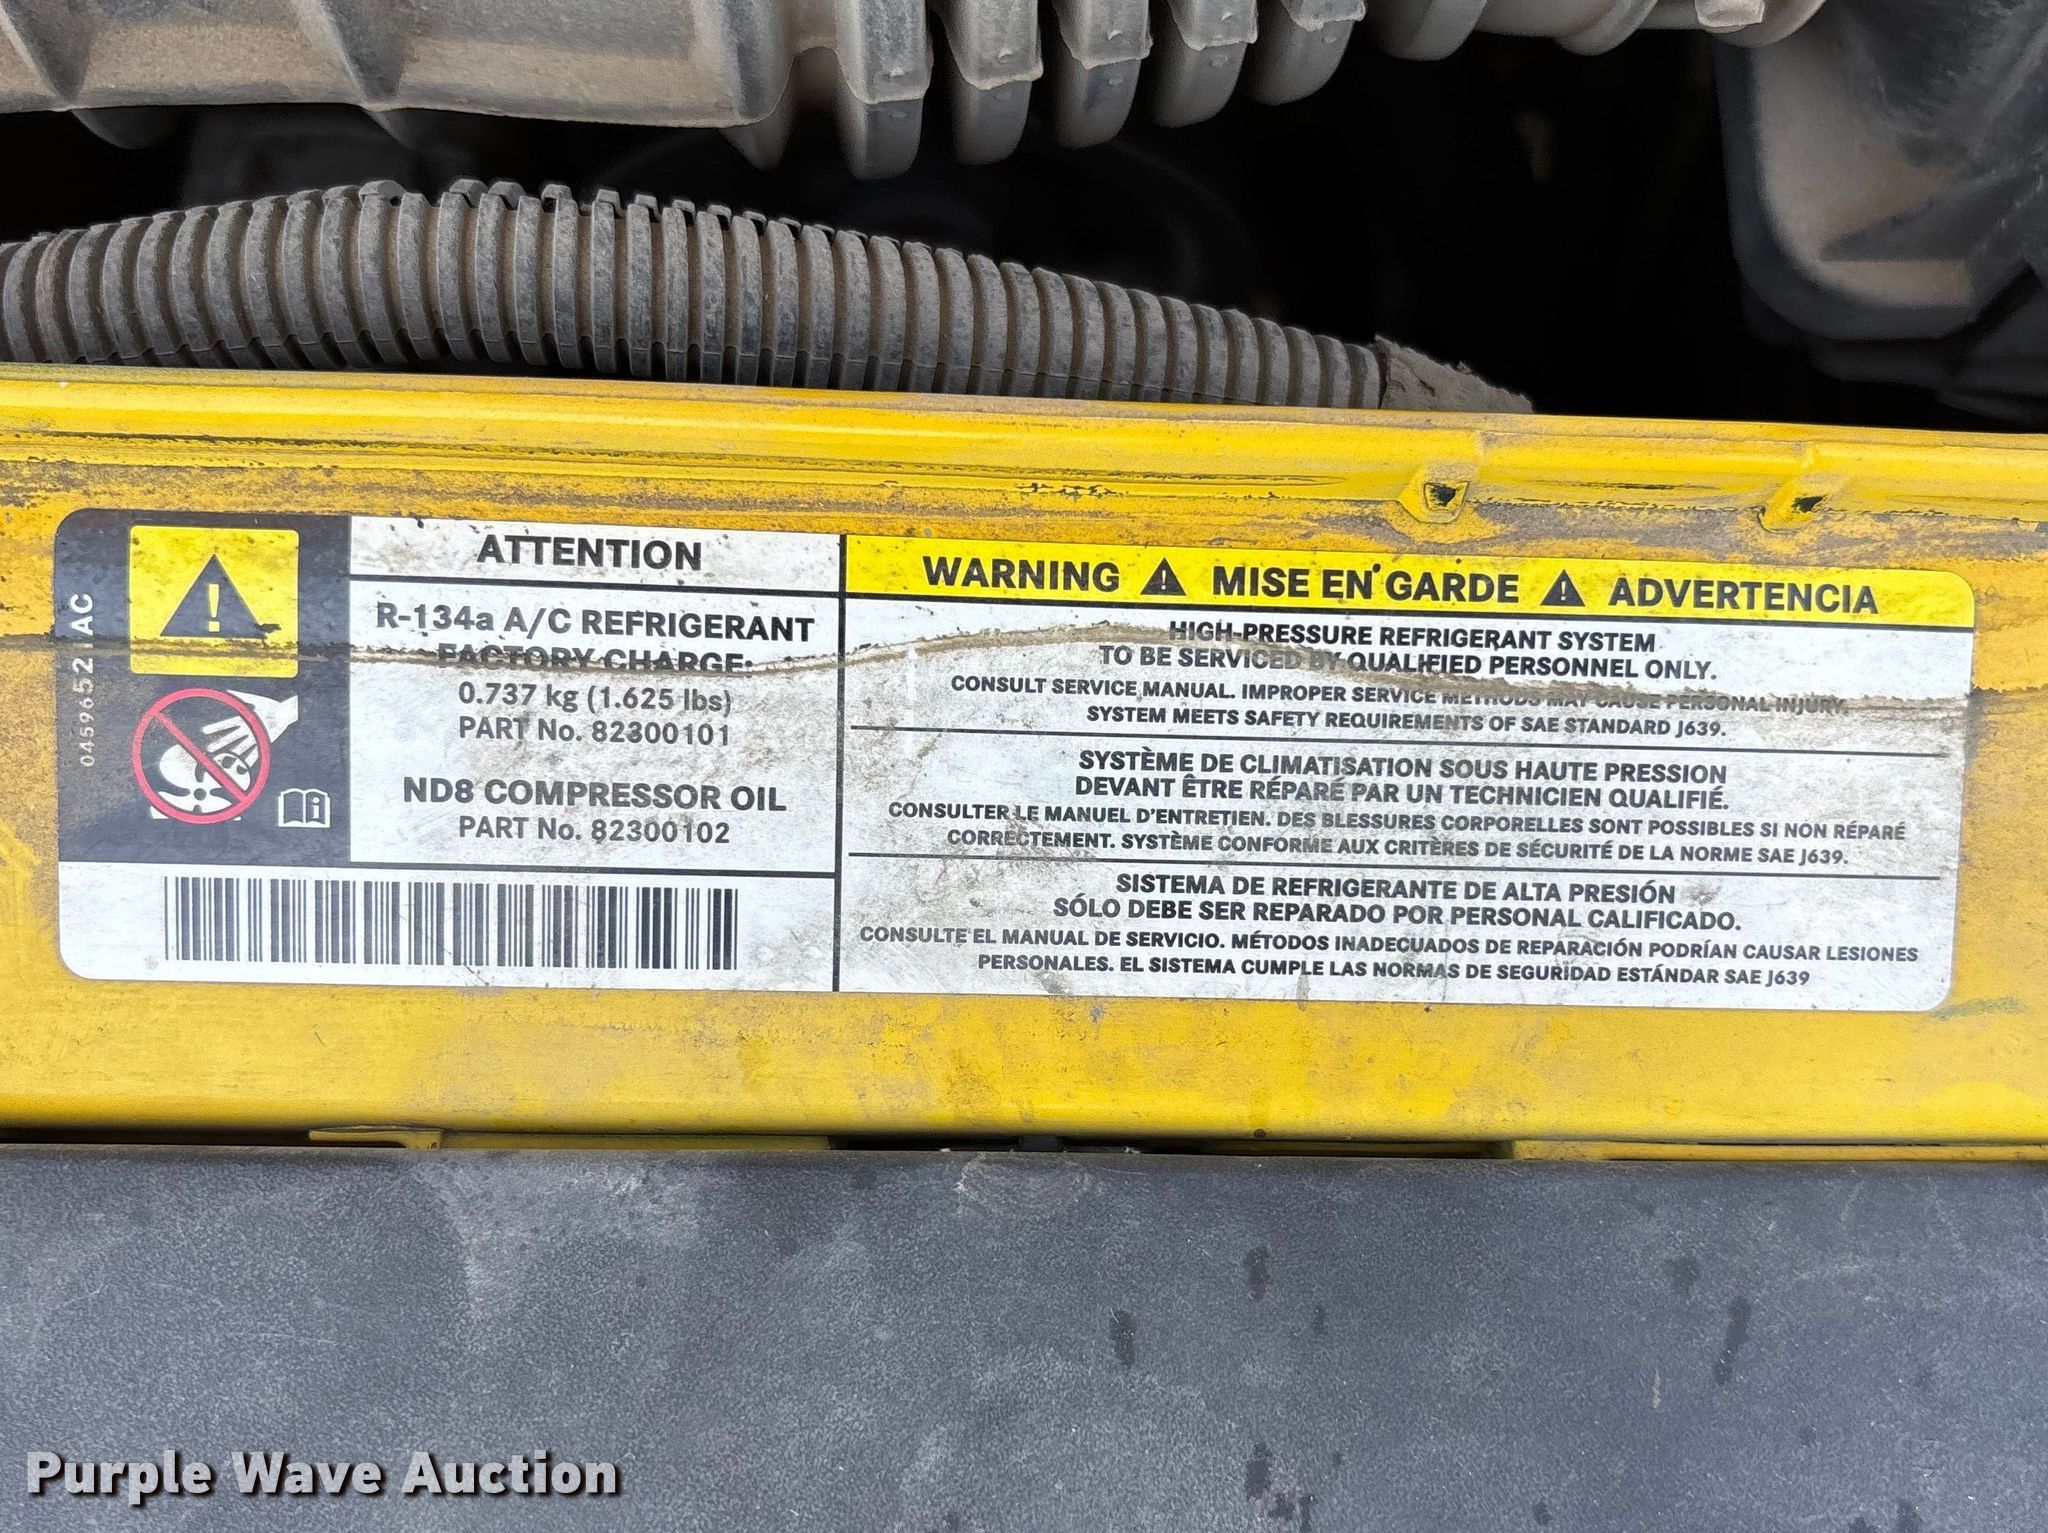 04596521AC
ATTENTION
R-134a A/C REFRIGERANT
FACTORY CHARGE:
0.737 kg (1.625 lbs)
PART No. 82300101
ND8 COMPRESSOR OIL
PART No. 82300102
WARNING MISE EN GARDE ADVERTENCIA
HIGH-PRESSURE REFRIGERANT SYSTEM
TO BE SERVICED BY QUALIFIED PERSONNEL ONLY.
CONSULT SERVICE MANUAL. IMPROPER SERVICE METHODS MAY CAUSE PERSONAL INJURY.
SYSTEM MEETS SAFETY REQUIREMENTS OF SAE STANDARD J639.
SYSTÈME DE CLIMATISATION SOUS HAUTE PRESSION
DEVANT ÊTRE RÉPARÉ PAR UN TECHNICIEN QUALIFIÉ.
CONSULTER LE MANUEL D'ENTRETIEN. DES BLESSURES CORPORELLES SONT POSSIBLES SI NON RÉPARÉ
CORRECTEMENT. SYSTÈME CONFORME AUX CRITÈRES DE SÉCURITÉ DE LA NORME SAE J639.
SISTEMA DE REFRIGERANTE DE ALTA PRESIÓN
SÓLO DEBE SER REPARADO POR PERSONAL CALIFICADO.
CONSULTE EL MANUAL DE SERVICIO. MÉTODOS INADECUADOS DE REPARACIÓN PODRÍAN CAUSAR LESIONES
PERSONALES. EL SISTEMA CUMPLE LAS NORMAS DE SEGURIDAD ESTÁNDAR SAE J639
Purple Wave Auction